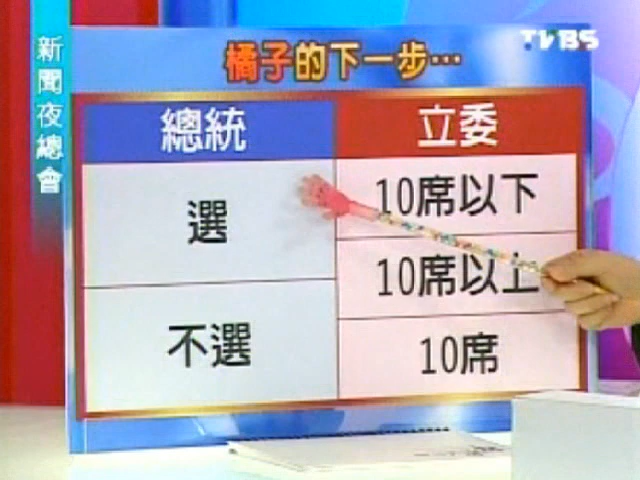 TVBS
新聞夜總會
橘子的下一步…
總統
立委
選
10席以下
10席以上
不選
10席